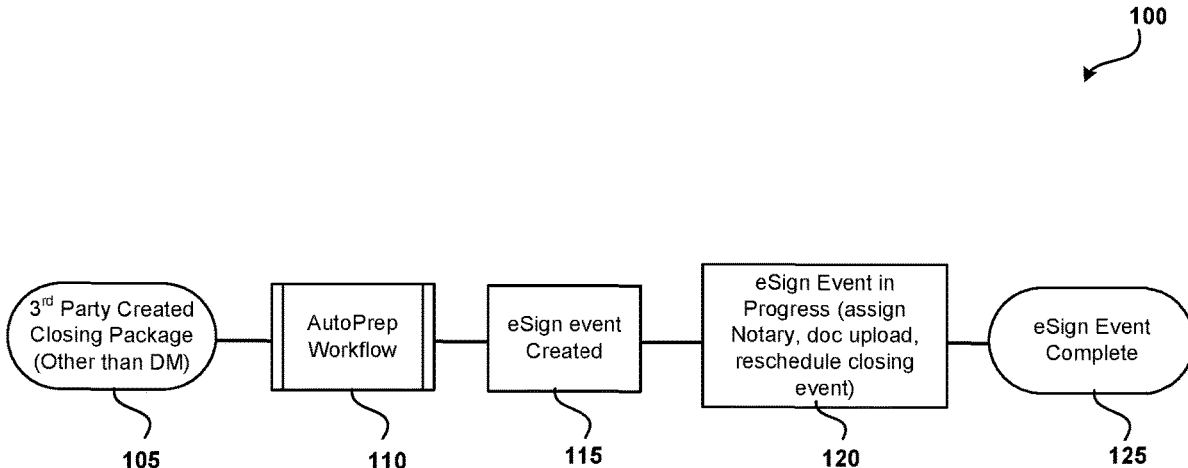 100
3rd Party Created
Closing Package
(Other than DM)
AutoPrep
Workflow
eSign event
Created
eSign Event in
Progress (assign
Notary, doc upload,
reschedule closing
event)
eSign Event
Complete
105
110
115
120
125